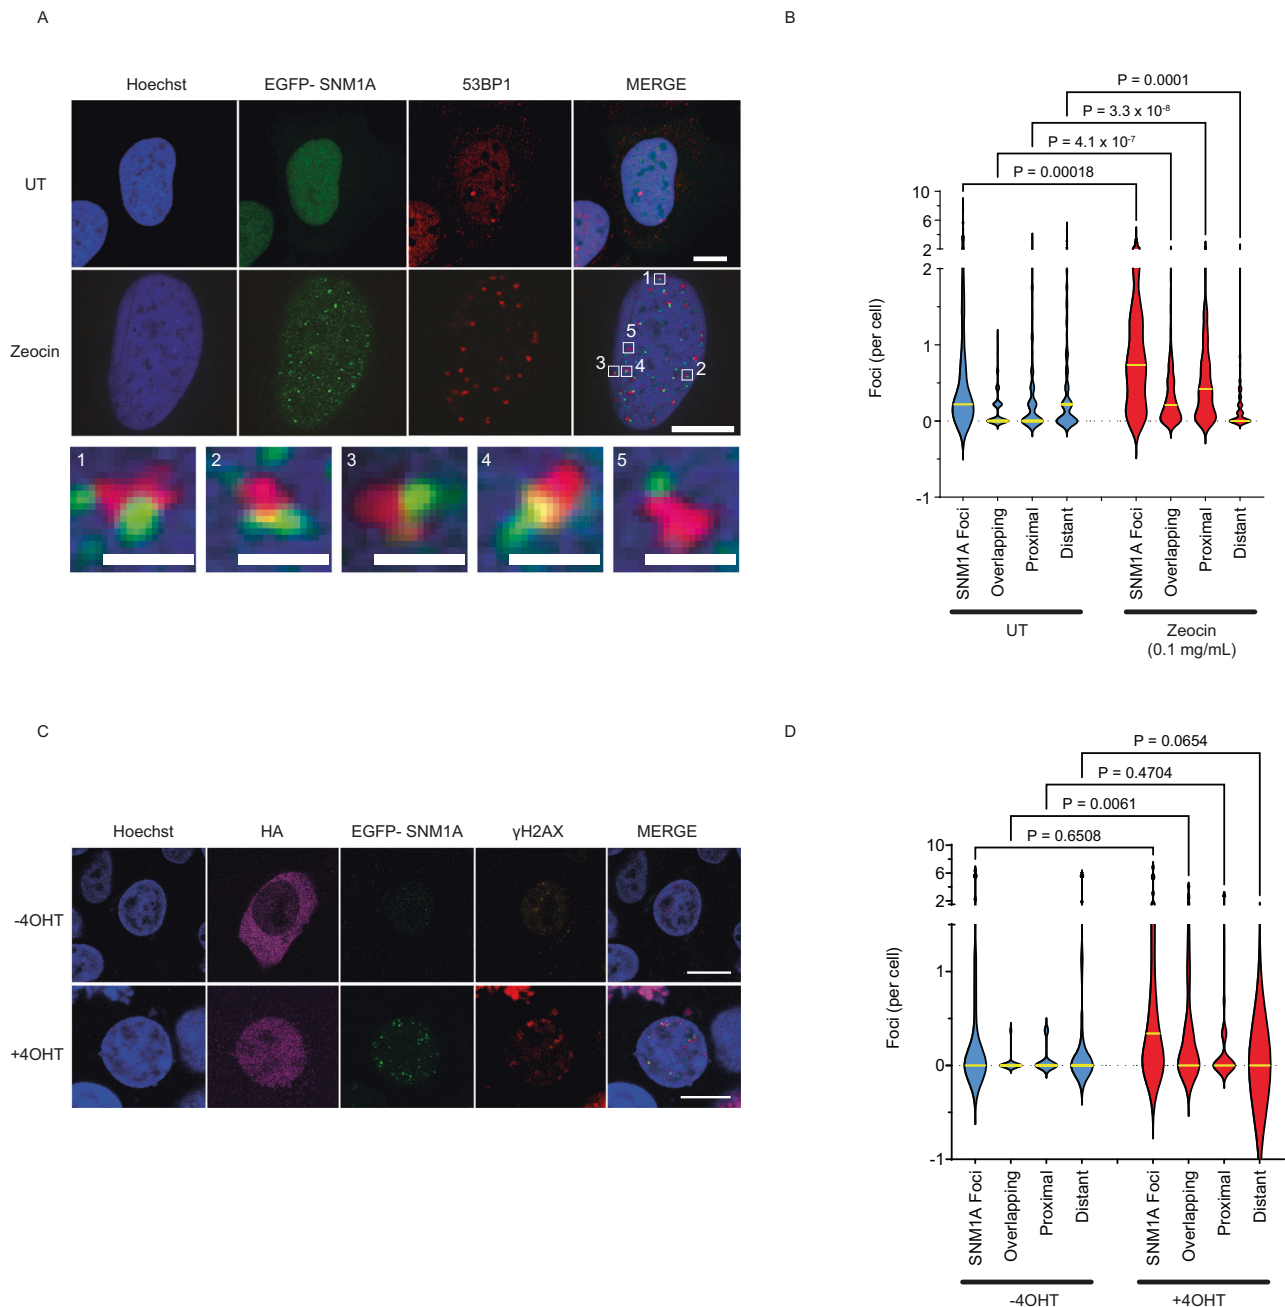 A
Hoechst EGFP- SNM1A 53BP1 MERGE
UT
Zeocin
1
5
3 4 2
1 2 3 4 5
B
P = 0.0001
P = 3.3 x 10-8
P = 4.1 x 10-7
P = 0.00018
Foci (per cell)
10
6
2
2
1
0
-1
SNM1A Foci
Overlapping
Proximal
Distant
SNM1A Foci
Overlapping
Proximal
Distant
UT
Zeocin
(0.1 mg/mL)
C
Hoechst HA EGFP- SNM1A γH2AX MERGE
-4OHT
+4OHT
D
P = 0.0654
P = 0.4704
P = 0.0061
P = 0.6508
Foci (per cell)
10
6
2
1
0
-1
SNM1A Foci
Overlapping
Proximal
Distant
SNM1A Foci
Overlapping
Proximal
Distant
-4OHT
+4OHT